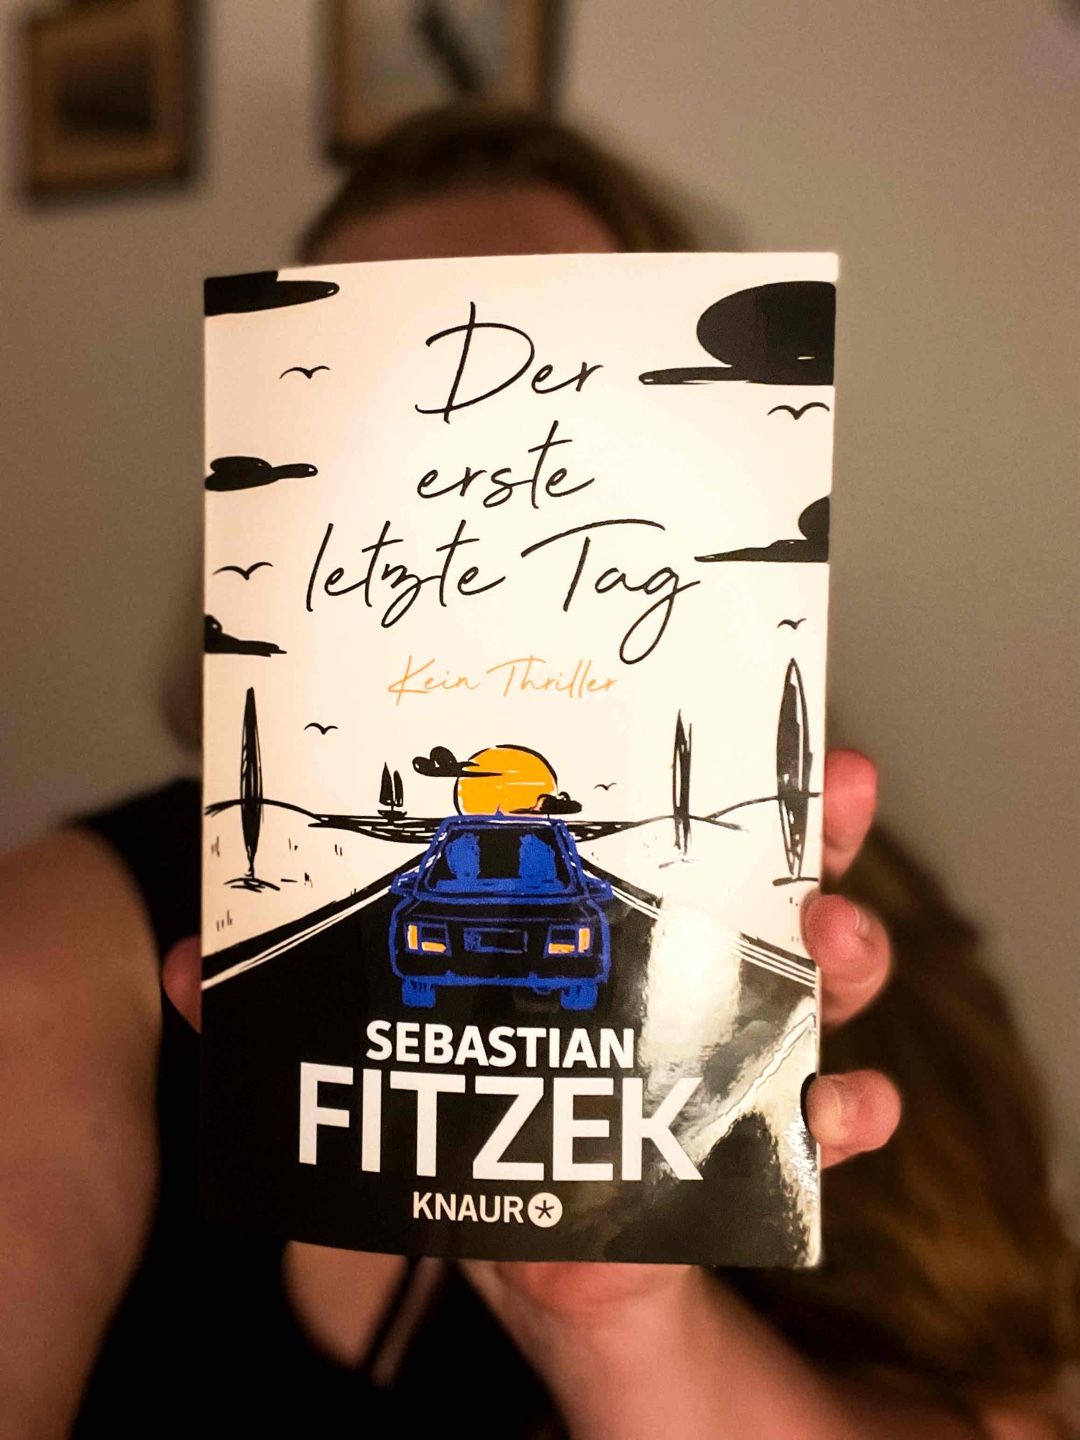 Der
erste
letzte Tag
Kein Thriller
SEBASTIAN
FITZEK
KNAUR